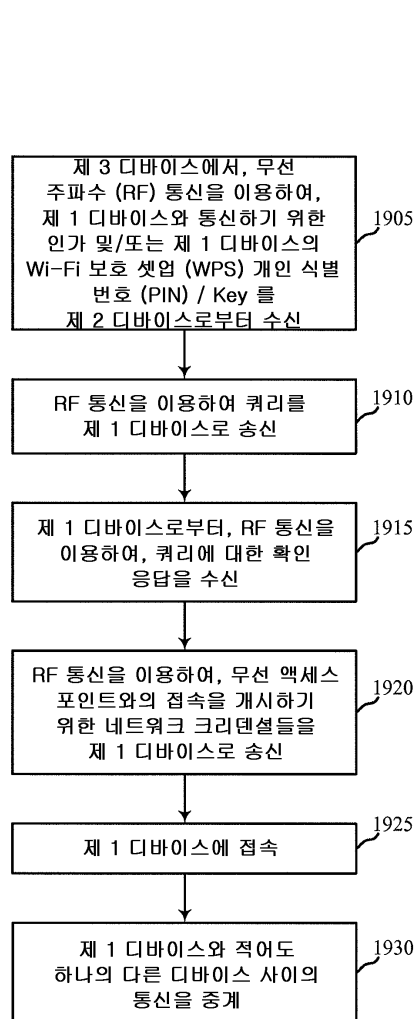 제 3 디바이스에서, 무선
주파수 (RF) 통신을 이용하여,
제 1 디바이스와 통신하기 위한
인가 및/또는 제 1 디바이스의
Wi-Fi 보호 셋업 (WPS) 개인 식별
번호 (PIN) / Key 를
제 2 디바이스로부터 수신
1905
RF 통신을 이용하여 쿼리를
제 1 디바이스로 송신
1910
제 1 디바이스로부터, RF 통신을
이용하여, 쿼리에 대한 확인
응답을 수신
1915
RF 통신을 이용하여, 무선 액세스
포인트와의 접속을 개시하기
위한 네트워크 크리덴셜들을
제 1 디바이스로 송신
1920
제 1 디바이스에 접속
1925
제 1 디바이스와 적어도
하나의 다른 디바이스 사이의
통신을 중계
1930